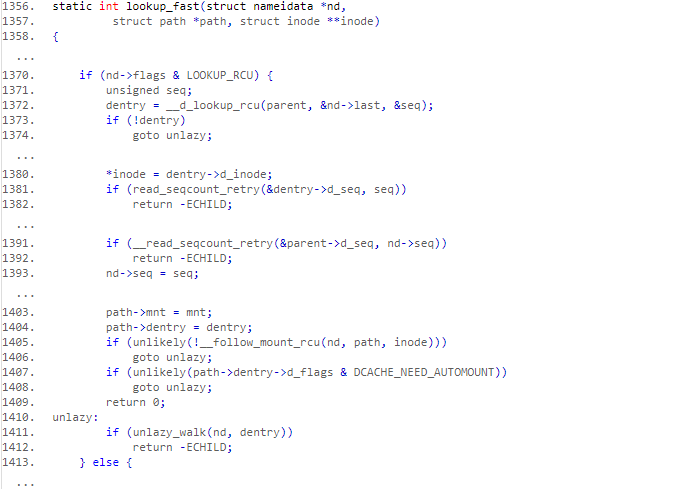 1356. static int lookup_fast(struct nameidata *nd,
1357. struct path *path, struct inode **inode)
1358. {
...
1370. if (nd->flags & LOOKUP_RCU) {
1371. unsigned seq;
1372. dentry = __d_lookup_rcu(parent, &nd->last, &seq);
1373. if (!dentry)
1374. goto unlazy;
...
1380. *inode = dentry->d_inode;
1381. if (read_seqcount_retry(&dentry->d_seq, seq))
1382. return -ECHILD;
...
1391. if (__read_seqcount_retry(&parent->d_seq, nd->seq))
1392. return -ECHILD;
1393. nd->seq = seq;
...
1403. path->mnt = mnt;
1404. path->dentry = dentry;
1405. if (unlikely(!__follow_mount_rcu(nd, path, inode)))
1406. goto unlazy;
1407. if (unlikely(path->dentry->d_flags & DCACHE_NEED_AUTOMOUNT))
1408. goto unlazy;
1409. return 0;
1410. unlazy:
1411. if (unlazy_walk(nd, dentry))
1412. return -ECHILD;
1413. } else {
...